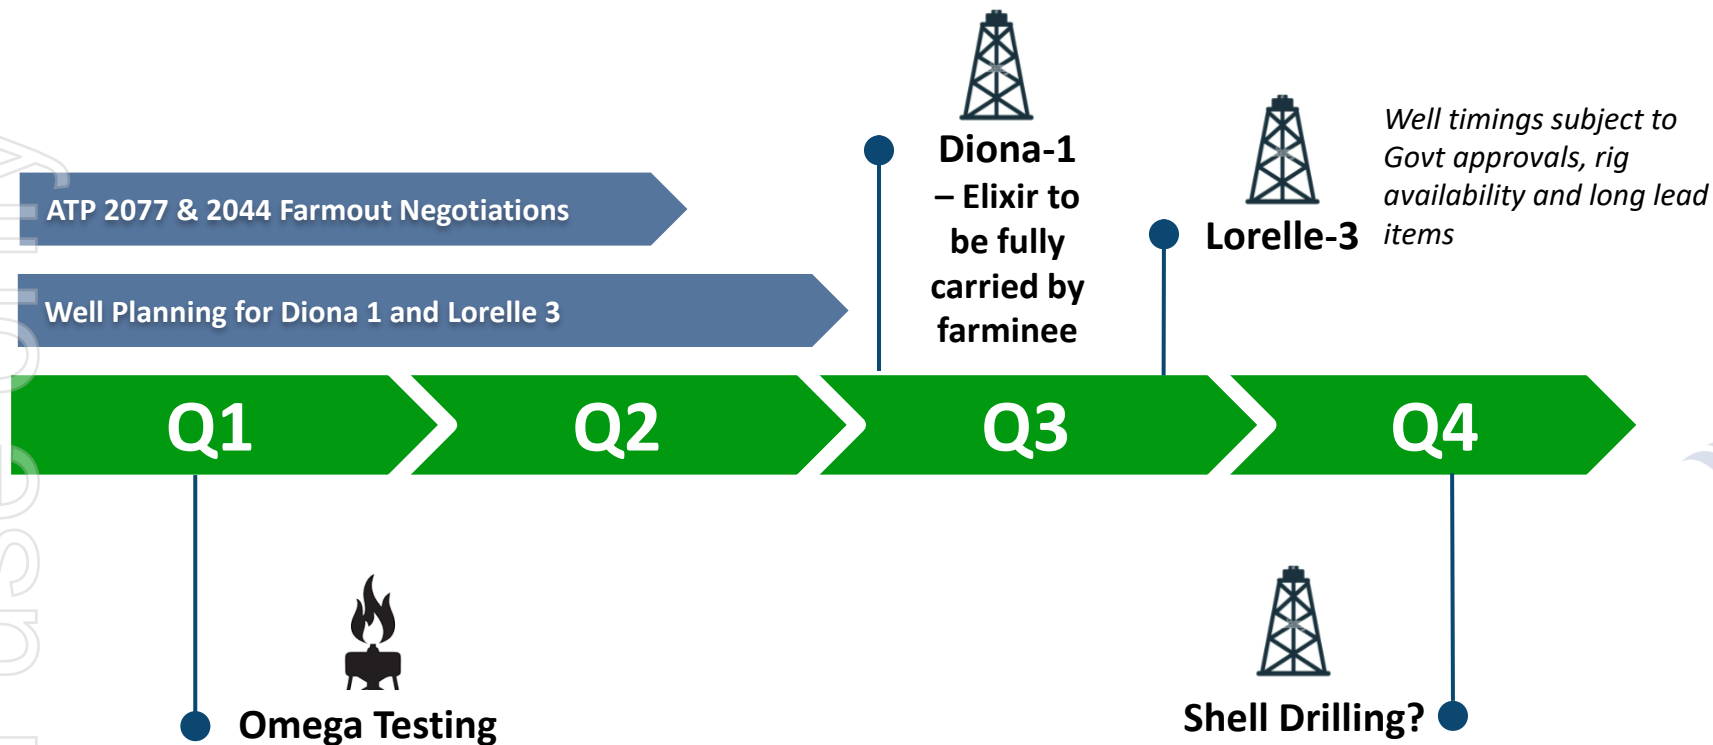 Diona-1
– Elixir to
be fully
carried by
farminee
Lorelle-3
Well timings subject to
Govt approvals, rig
availability and long lead
items
ATP 2077 & 2044 Farmout Negotiations
Well Planning for Diona 1 and Lorelle 3
Q1
Q2
Q3
Q4
Omega Testing
Shell Drilling?
use only